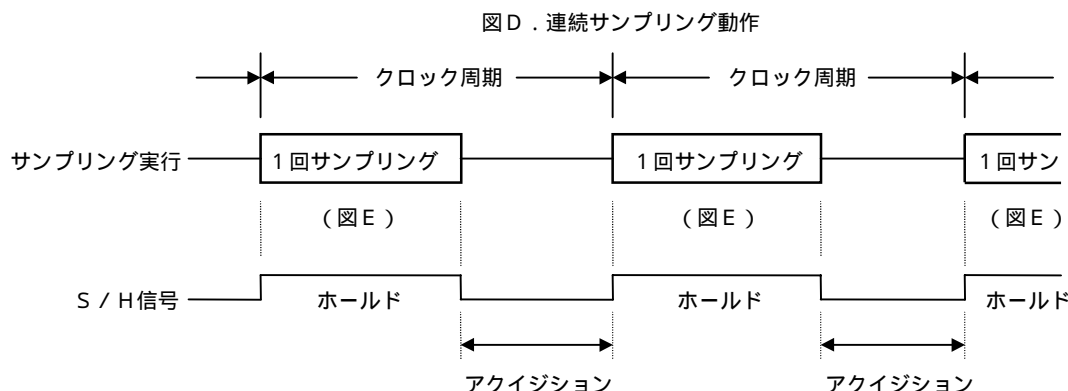 図D．連続サンプリング動作
クロック周期 クロック周期
サンプリング実行 1回サンプリング 1回サンプリング 1回サン
(図E) (図E) (図E)
S/H信号 ホールド ホールド ホールド
アクイジション アクイジション